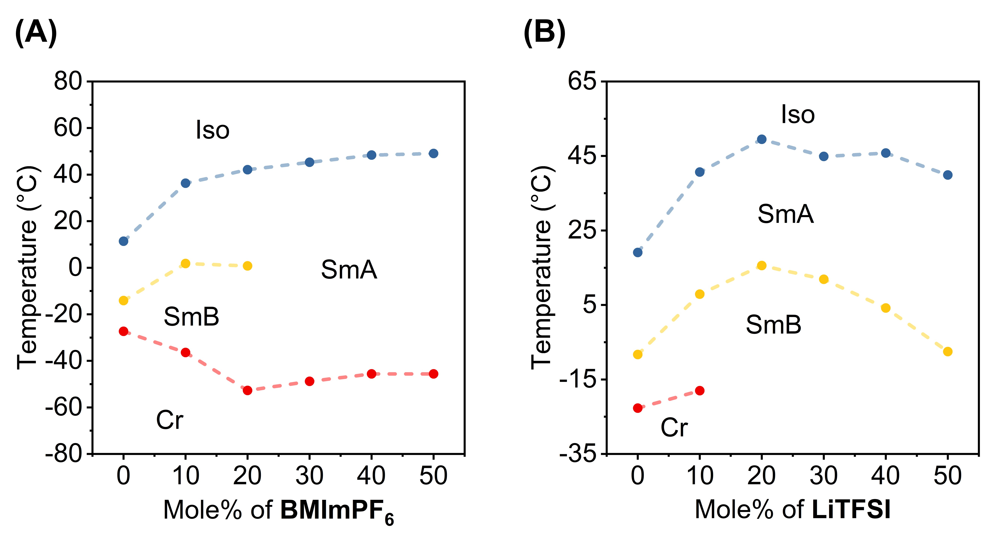 (A)
80
60
40
20
0
-20
-40
-60
-80
Temperature (°C)
Iso
SmA
SmB
Cr
0 10 20 30 40 50
Mole% of BMImPF₆
(B)
65
45
25
5
-15
-35
Temperature (°C)
Iso
SmA
SmB
Cr
0 10 20 30 40 50
Mole% of LiTFSI